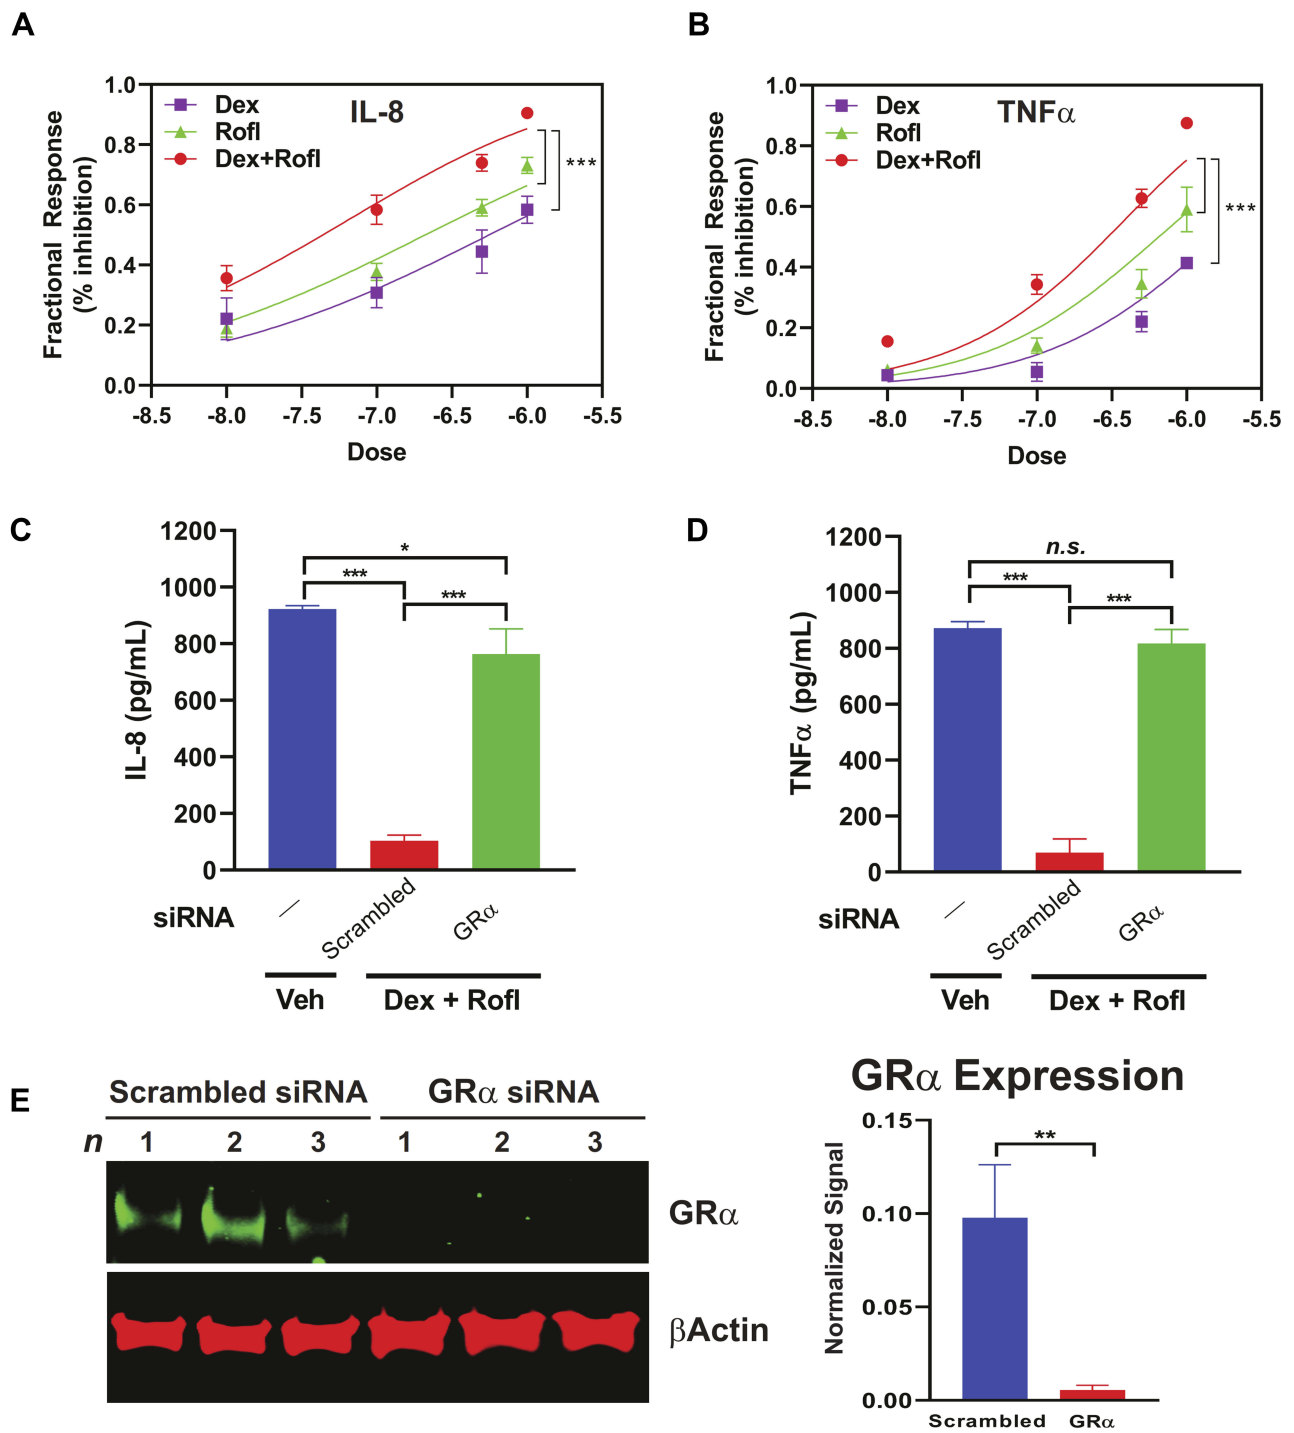 A
Fractional Response
(% inhibition)
1.0
0.8
0.6
0.4
0.2
0.0
Dex
Rofl
Dex+Rofl
IL-8
***
-8.5 -8.0 -7.5 -7.0 -6.5 -6.0 -5.5
Dose
B
Fractional Response
(% inhibition)
1.0
0.8
0.6
0.4
0.2
0.0
Dex
Rofl
Dex+Rofl
TNFα
***
-8.5 -8.0 -7.5 -7.0 -6.5 -6.0 -5.5
Dose
C
IL-8 (pg/mL)
1200
1000
800
600
400
200
0
*
***
***
siRNA
—
Scrambled
GRα
Veh
Dex + Rofl
D
TNFα (pg/mL)
1200
1000
800
600
400
200
0
n.s.
***
***
siRNA
—
Scrambled
GRα
Veh
Dex + Rofl
E
Scrambled siRNA GRα siRNA
n 1 2 3 1 2 3
GRα
βActin
GRα Expression
Normalized Signal
0.15
0.10
0.05
0.00
**
Scrambled GRα